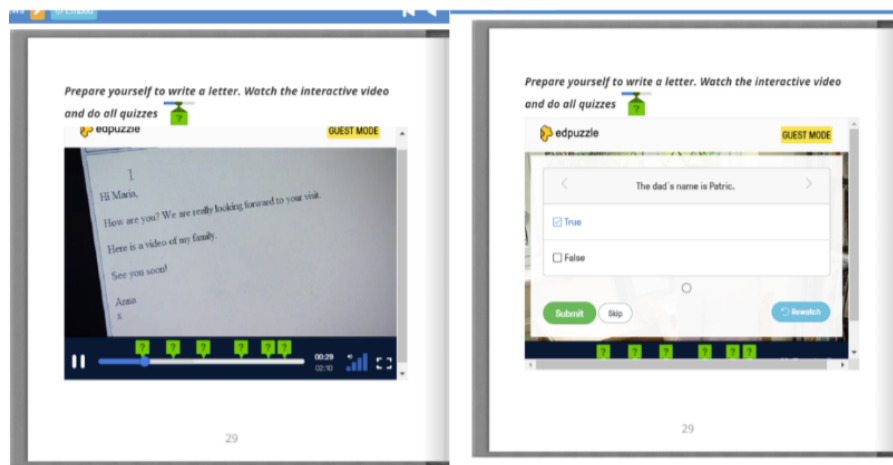 Prepare yourself to write a letter. Watch the interactive video
and do all quizzes
?
edpuzzle
GUEST MODE
Hi Maria,
How are you? We are really looking forward to your visit.
Here is a video of my family.
See you soon!
Anna
x
? ? ? ? ? ?
00:29
02:10
29
Prepare yourself to write a letter. Watch the interactive video
and do all quizzes
?
edpuzzle
GUEST MODE
< The dad´s name is Patric. >
True
False
Submit
Skip
Rewatch
? ? ? ? ? ?
29